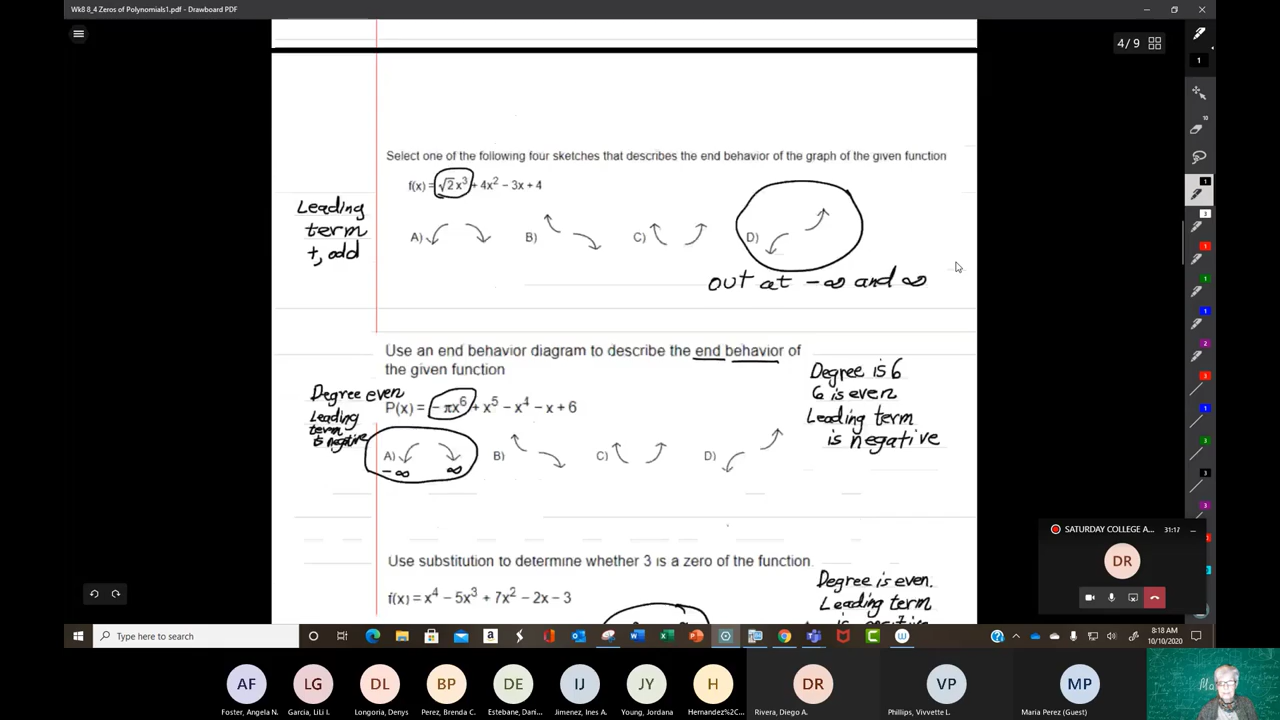 Wk8 8_4 Zeros of Polynomials1.pdf - Drawboard PDF
4/9
Select one of the following four sketches that describes the end behavior of the graph of the given function
f(x) = √2x³ + 4x² − 3x + 4
Leading
term
+, odd
A) B) C) D)
out at −∞ and ∞
Use an end behavior diagram to describe the end behavior of
the given function
Degree even
Leading
term
is negative
P(x) = −πx⁶ + x⁵ − x⁴ − x + 6
A) B) C) D)
−∞ ∞
Degree is 6
6 is even
Leading term
is negative
Use substitution to determine whether 3 is a zero of the function.
f(x) = x⁴ − 5x³ + 7x² − 2x − 3
Degree is even.
Leading term
is negative
SATURDAY COLLEGE A... 31:17
DR
Type here to search
8:18 AM
10/10/2020
AF LG DL BP DE IJ JY H DR VP MP
Foster, Angela N. Garcia, LiLi I. Longoria, Denys Perez, Brenda C. Estebane, Dani... Jimenez, Ines A. Young, Jordana Hernandez%2C... Rivera, Diego A. Phillips, Vivvette L. Maria Perez (Guest)